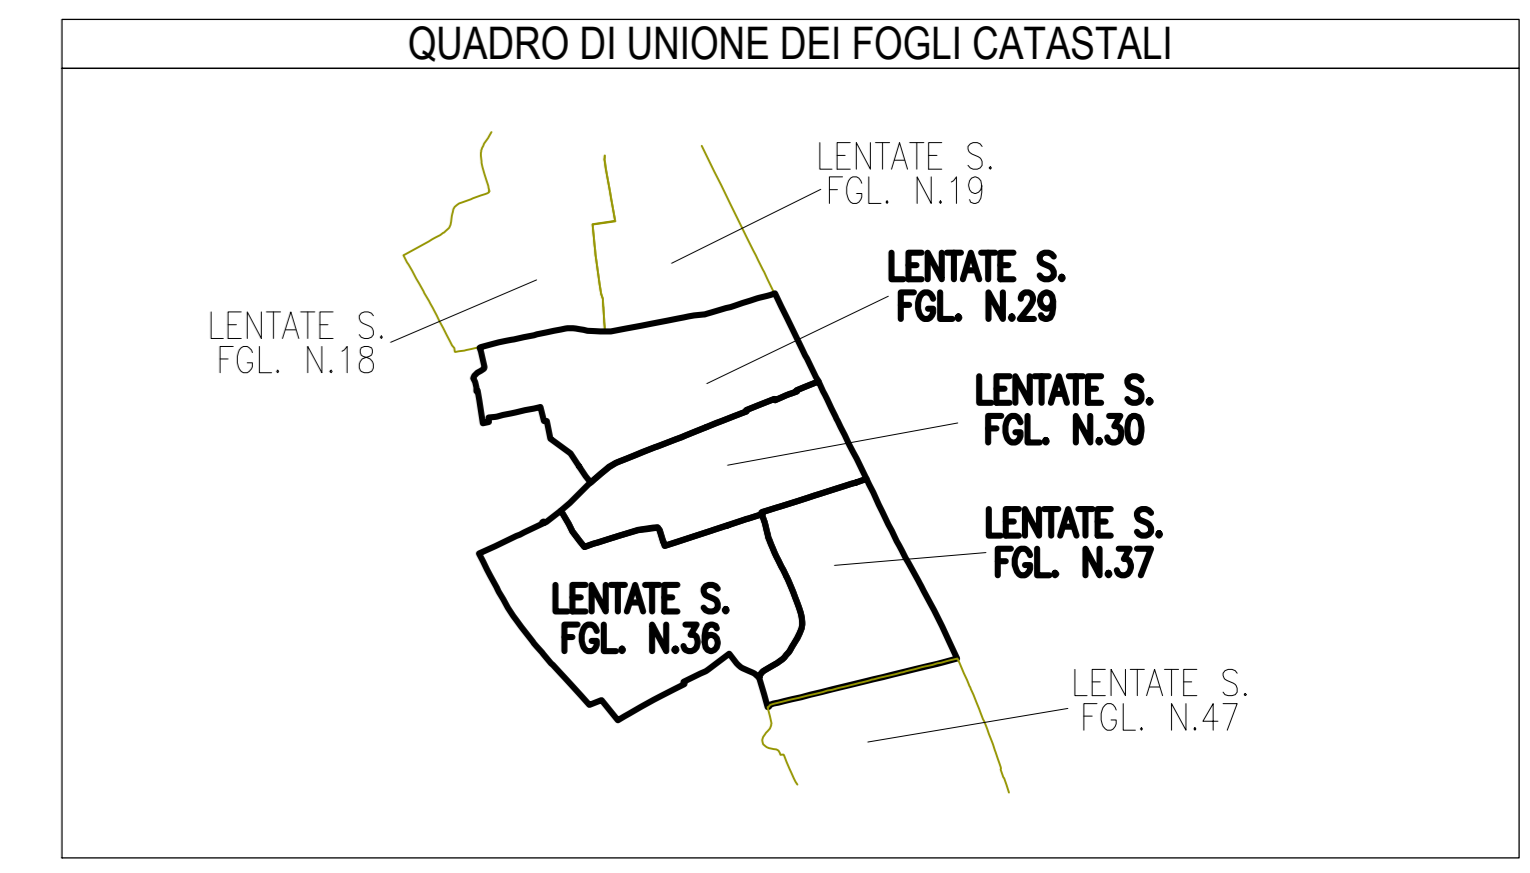 QUADRO DI UNIONE DEI FOGLI CATASTALI
LENTATE S.
FGL. N.19
LENTATE S.
FGL. N.29
LENTATE S.
FGL. N.18
LENTATE S.
FGL. N.30
LENTATE S.
FGL. N.37
LENTATE S.
FGL. N.36
LENTATE S.
FGL. N.47